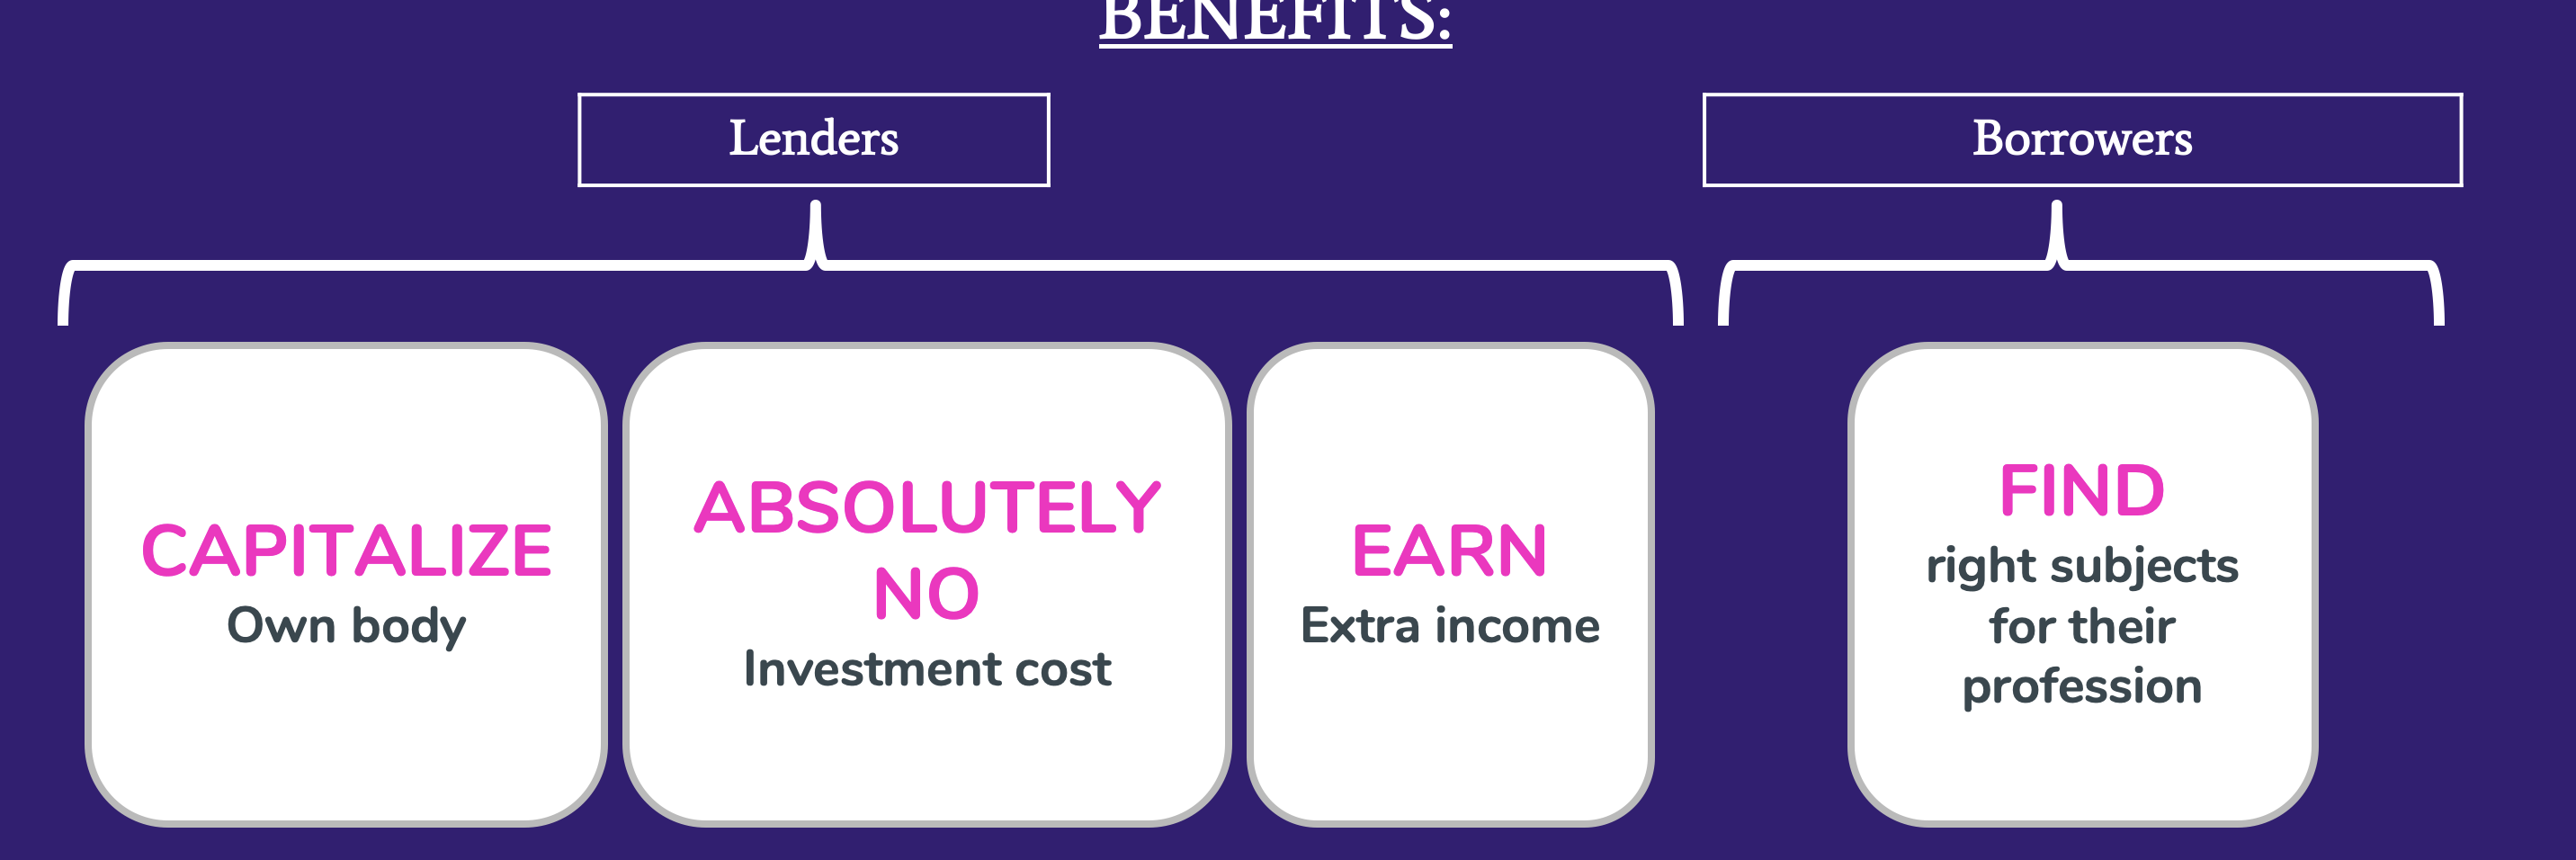 BENEFITS:
Lenders
Borrowers
CAPITALIZE
Own body
ABSOLUTELY
NO
Investment cost
EARN
Extra income
FIND
right subjects
for their
profession